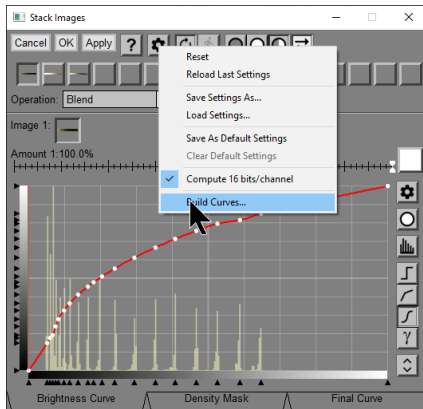 Stack Images
Cancel OK Apply ?
Reset
Reload Last Settings
Save Settings As...
Load Settings...
Save As Default Settings
Clear Default Settings
Compute 16 bits/channel
Build Curves...
Operation: Blend
Image 1:
Amount 1:100.0%
γ
Brightness Curve Density Mask Final Curve